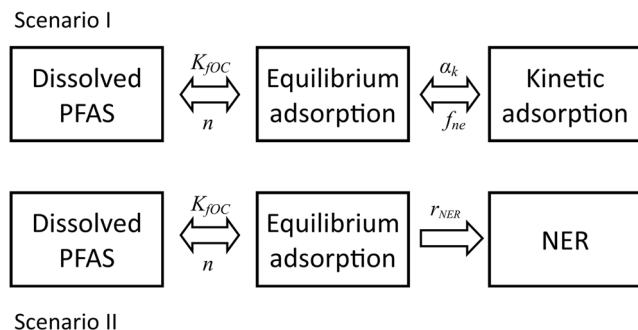 Scenario I
Dissolved PFAS
K_fOC
n
Equilibrium adsorption
α_k
f_ne
Kinetic adsorption
Dissolved PFAS
K_fOC
n
Equilibrium adsorption
r_NER
NER
Scenario II